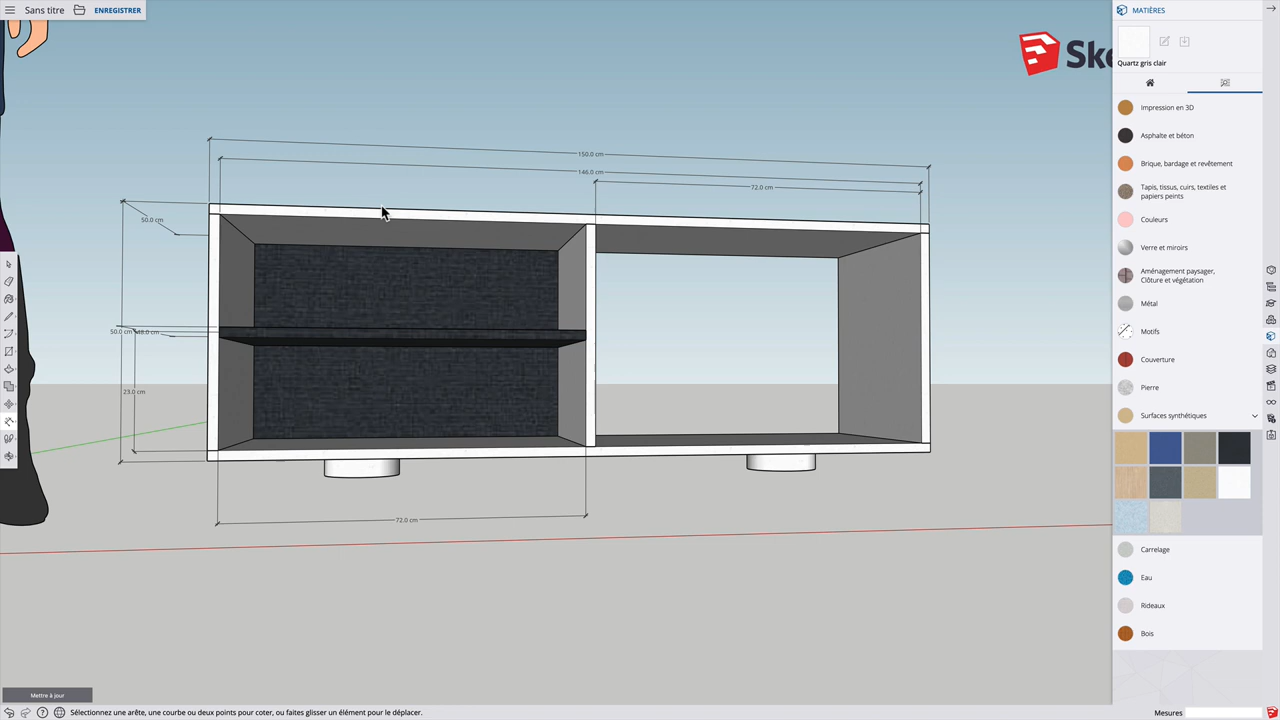 Sans titre
ENREGISTRER
Ske
150.0 cm
146.0 cm
72.0 cm
50.0 cm
50.0 cm
23.0 cm
72.0 cm
MATIÈRES
Quartz gris clair
Impression en 3D
Asphalte et béton
Brique, bardage et revêtement
Tapis, tissus, cuirs, textiles et
papiers peints
Couleurs
Verre et miroirs
Aménagement paysager,
Clôture et végétation
Métal
Motifs
Couverture
Pierre
Surfaces synthétiques
Carrelage
Eau
Rideaux
Bois
Mettre à jour
Sélectionnez une arête, une courbe ou deux points pour coter, ou faites glisser un élément pour le déplacer.
Mesures